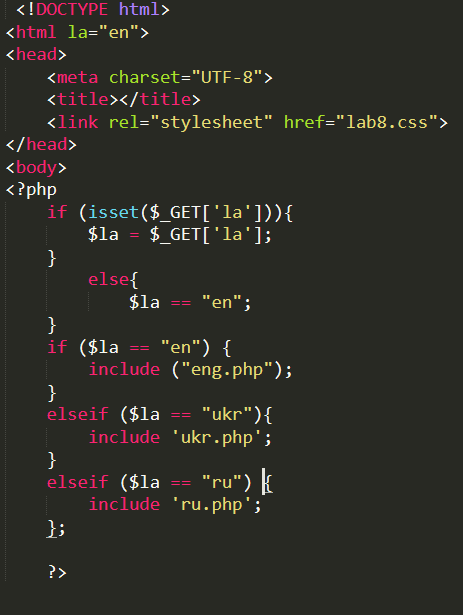 <!DOCTYPE html>
<html la="en">
<head>
    <meta charset="UTF-8">
    <title></title>
    <link rel="stylesheet" href="lab8.css">
</head>
<body>
<?php
    if (isset($_GET['la'])){
        $la = $_GET['la'];
    }
        else{
            $la == "en";
    }
    if ($la == "en") {
        include ("eng.php");
    }
    elseif ($la == "ukr"){
        include 'ukr.php';
    }
    elseif ($la == "ru") {
        include 'ru.php';
    };
    ?>